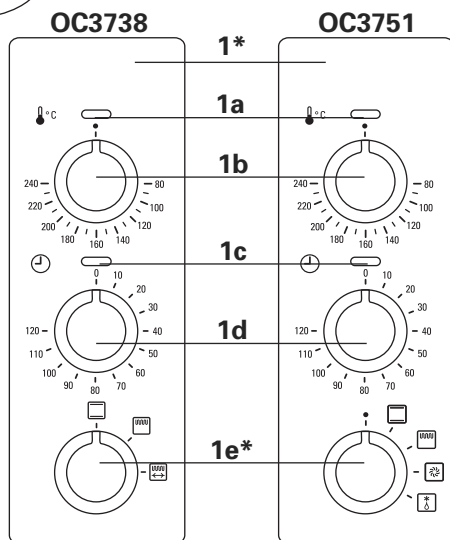 OC3738 OC3751
1*
°C 1a °C
1b
240 80 240 80
220 100 220 100
200 120 200 120
180 160 140 180 160 140
1c
0 10 0 10
20 20
30 30
120 40 1d 120 40
110 50 110 50
100 60 100 60
90 80 70 90 80 70
1e*